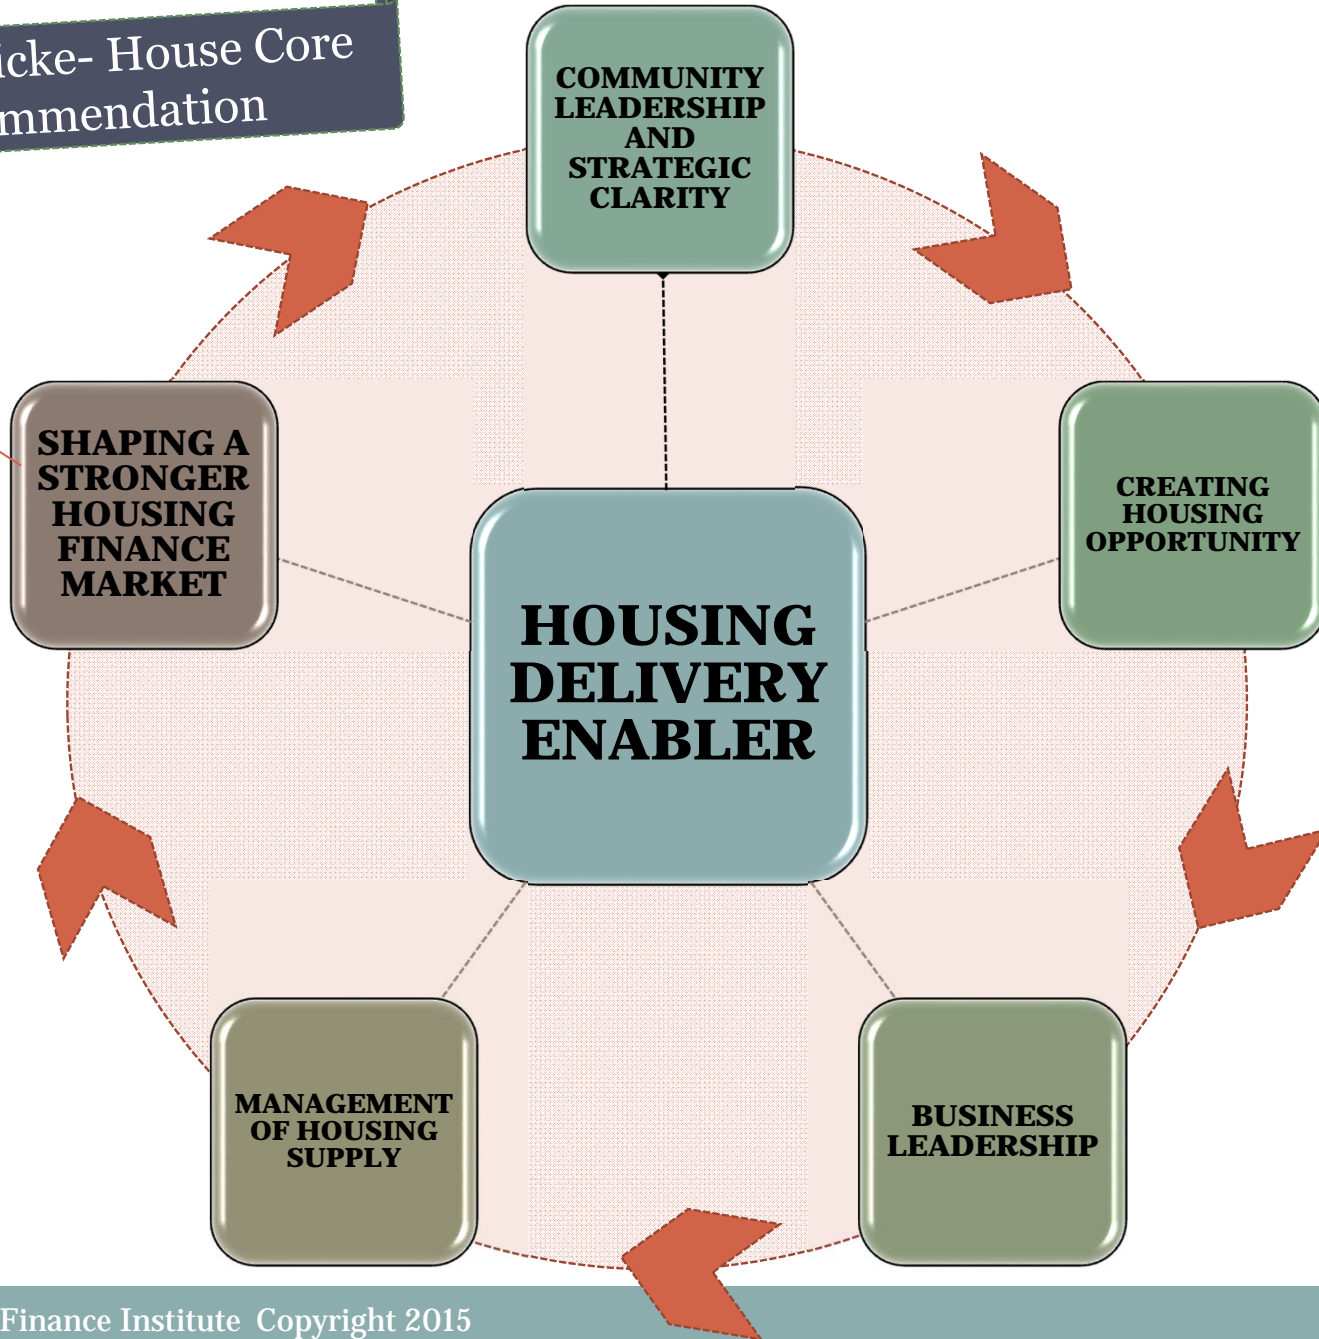 icke- House Core
mmendation
COMMUNITY
LEADERSHIP
AND
STRATEGIC
CLARITY
SHAPING A
STRONGER
HOUSING
FINANCE
MARKET
CREATING
HOUSING
OPPORTUNITY
HOUSING
DELIVERY
ENABLER
MANAGEMENT
OF HOUSING
SUPPLY
BUSINESS
LEADERSHIP
Finance Institute Copyright 2015